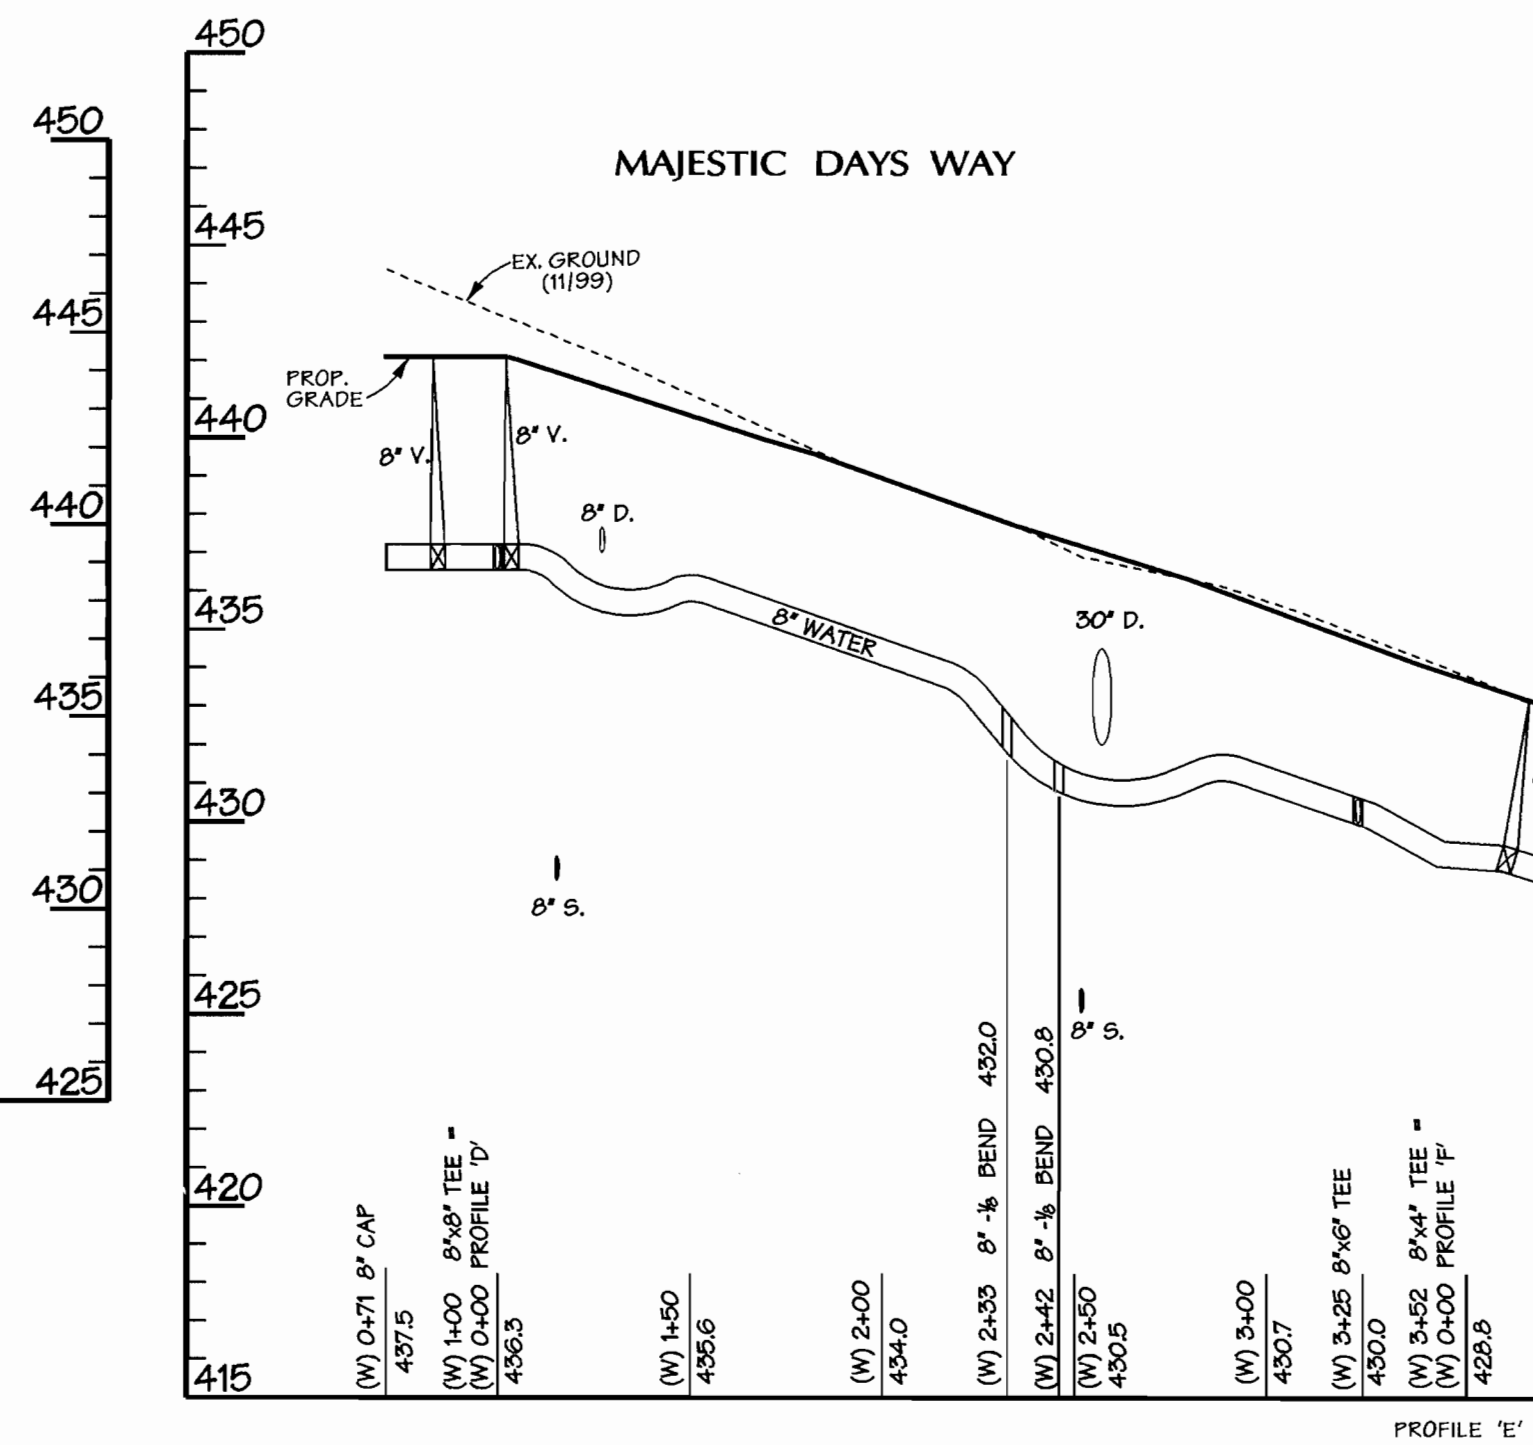 450
445
440
435
430
425
450
445
440
435
430
425
420
415
MAJESTIC DAYS WAY
EX. GROUND
(11/99)
PROP.
GRADE
8" V.
8" V.
8" D.
8" WATER
30" D.
8" S.
8" S.
(W) 0+71 8" CAP
437.5
(W) 1+00 8"x8" TEE =
(W) 0+00 PROFILE 'D'
436.3
(W) 1+50
435.6
(W) 2+00
434.0
(W) 2+33 8" -⅛ BEND 432.0
(W) 2+42 8" -⅛ BEND 430.8
(W) 2+50
430.5
(W) 3+00
430.7
(W) 3+25 8"x6" TEE
430.0
(W) 3+52 8"x4" TEE =
(W) 0+00 PROFILE 'F'
428.8
PROFILE 'E'